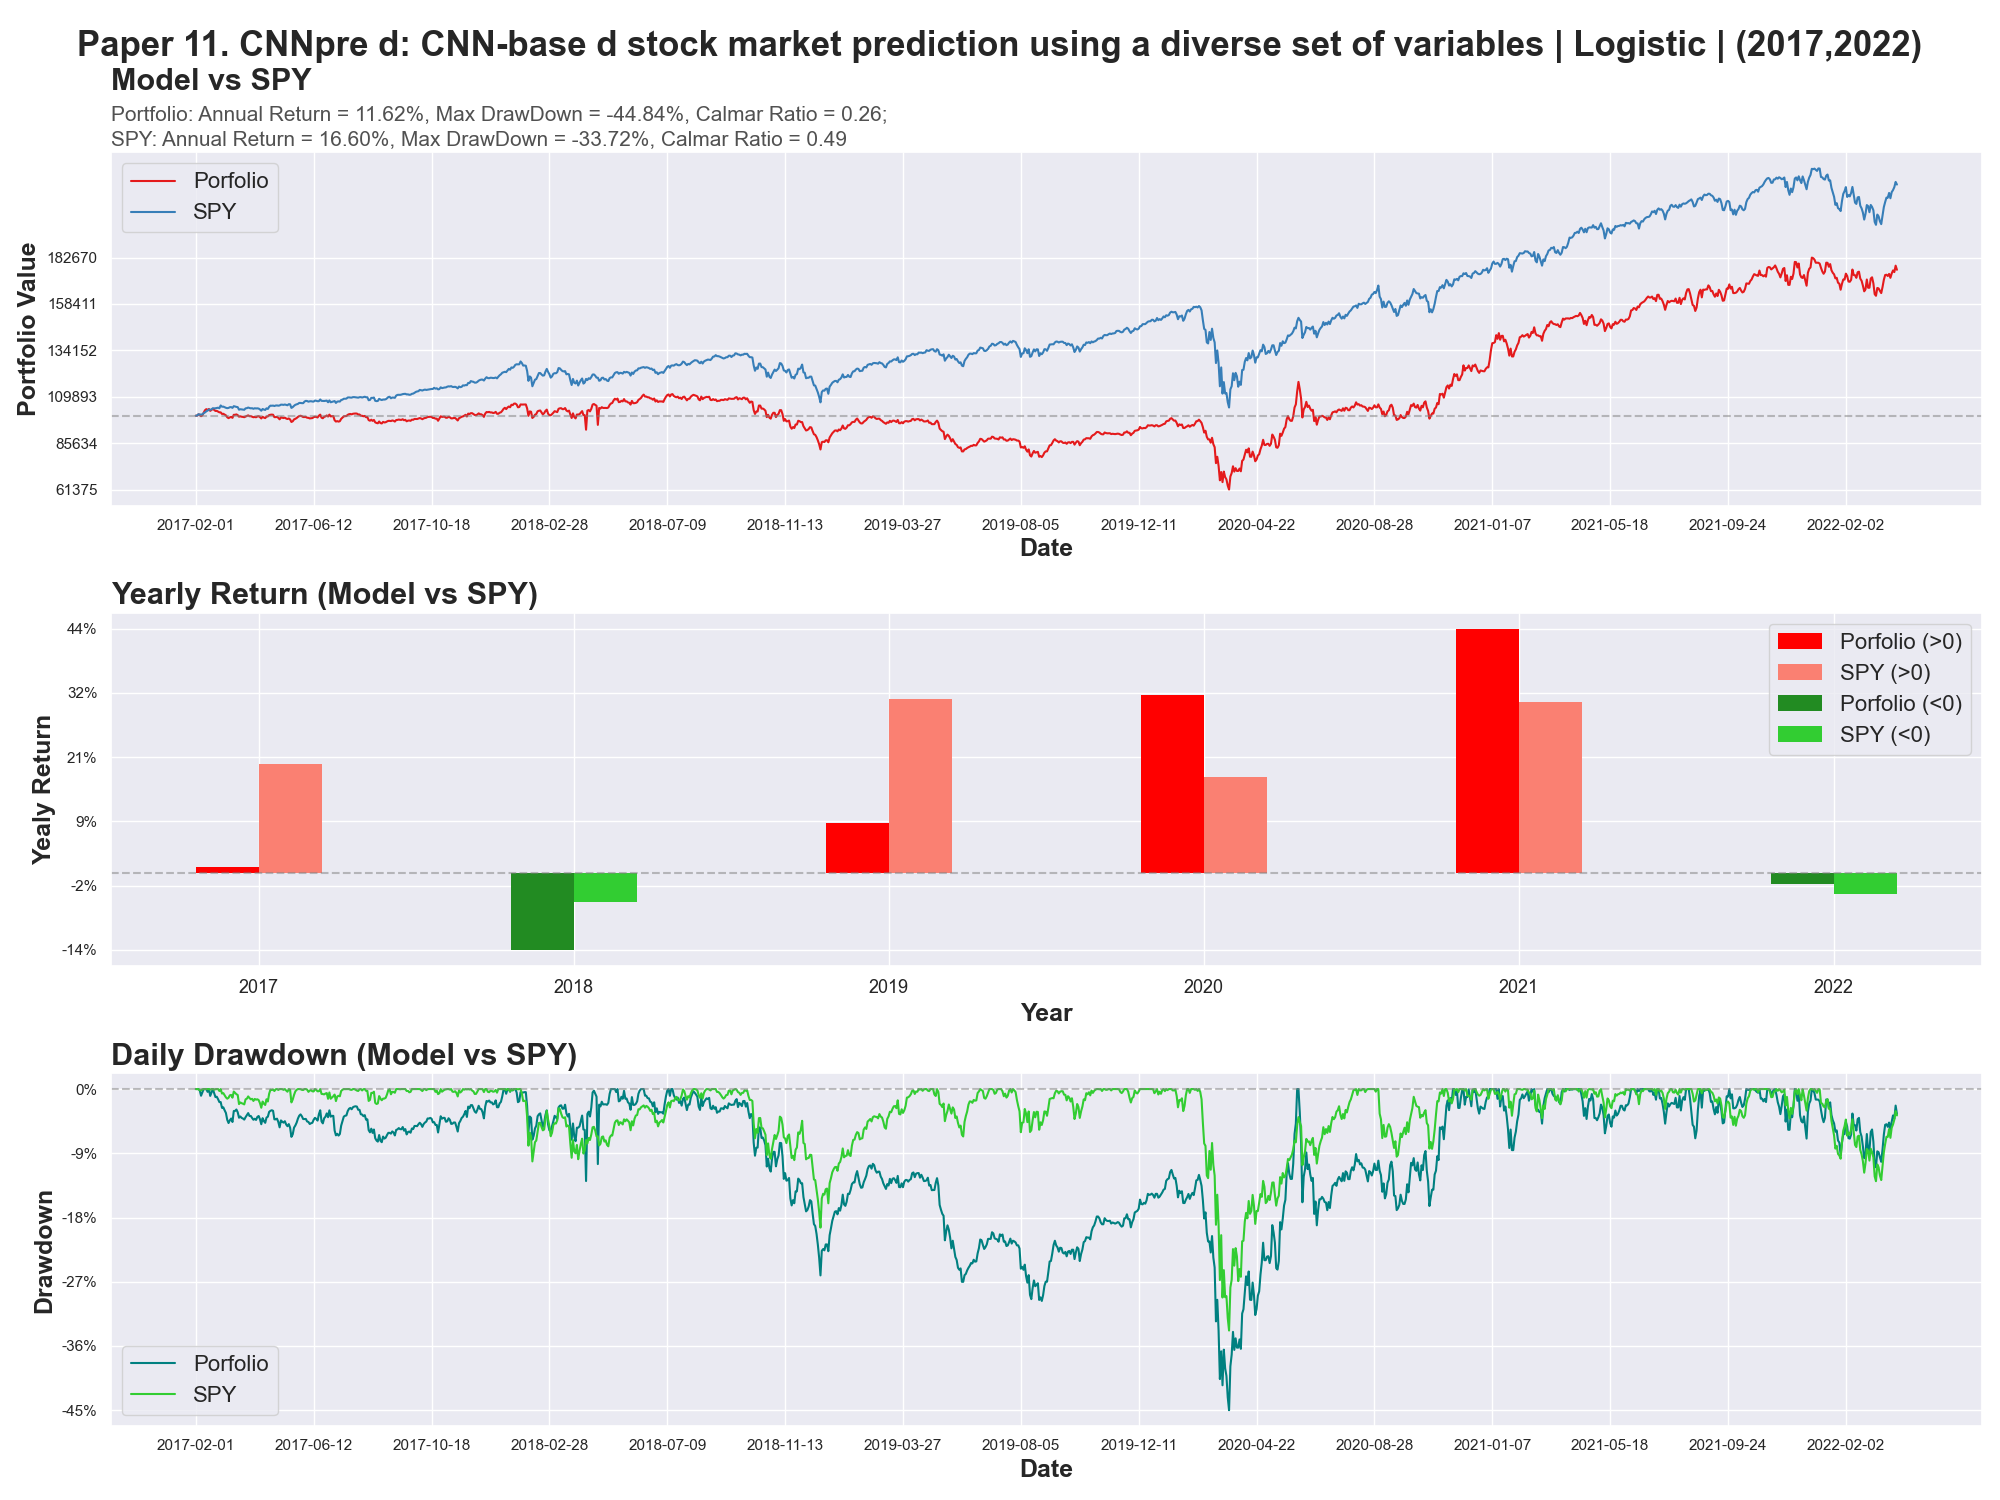 Paper 11. CNNpre d: CNN-base d stock market prediction using a diverse set of variables | Logistic | (2017,2022)
Model vs SPY
Portfolio: Annual Return = 11.62%, Max DrawDown = -44.84%, Calmar Ratio = 0.26;
SPY: Annual Return = 16.60%, Max DrawDown = -33.72%, Calmar Ratio = 0.49
Porfolio
SPY
Portfolio Value
182670
158411
134152
109893
85634
61375
2017-02-01 2017-06-12 2017-10-18 2018-02-28 2018-07-09 2018-11-13 2019-03-27 2019-08-05 2019-12-11 2020-04-22 2020-08-28 2021-01-07 2021-05-18 2021-09-24 2022-02-02
Date
Yearly Return (Model vs SPY)
Porfolio (>0)
SPY (>0)
Porfolio (<0)
SPY (<0)
Yealy Return
44%
32%
21%
9%
-2%
-14%
2017 2018 2019 2020 2021 2022
Year
Daily Drawdown (Model vs SPY)
Drawdown
0%
-9%
-18%
-27%
-36%
-45%
Porfolio
SPY
2017-02-01 2017-06-12 2017-10-18 2018-02-28 2018-07-09 2018-11-13 2019-03-27 2019-08-05 2019-12-11 2020-04-22 2020-08-28 2021-01-07 2021-05-18 2021-09-24 2022-02-02
Date